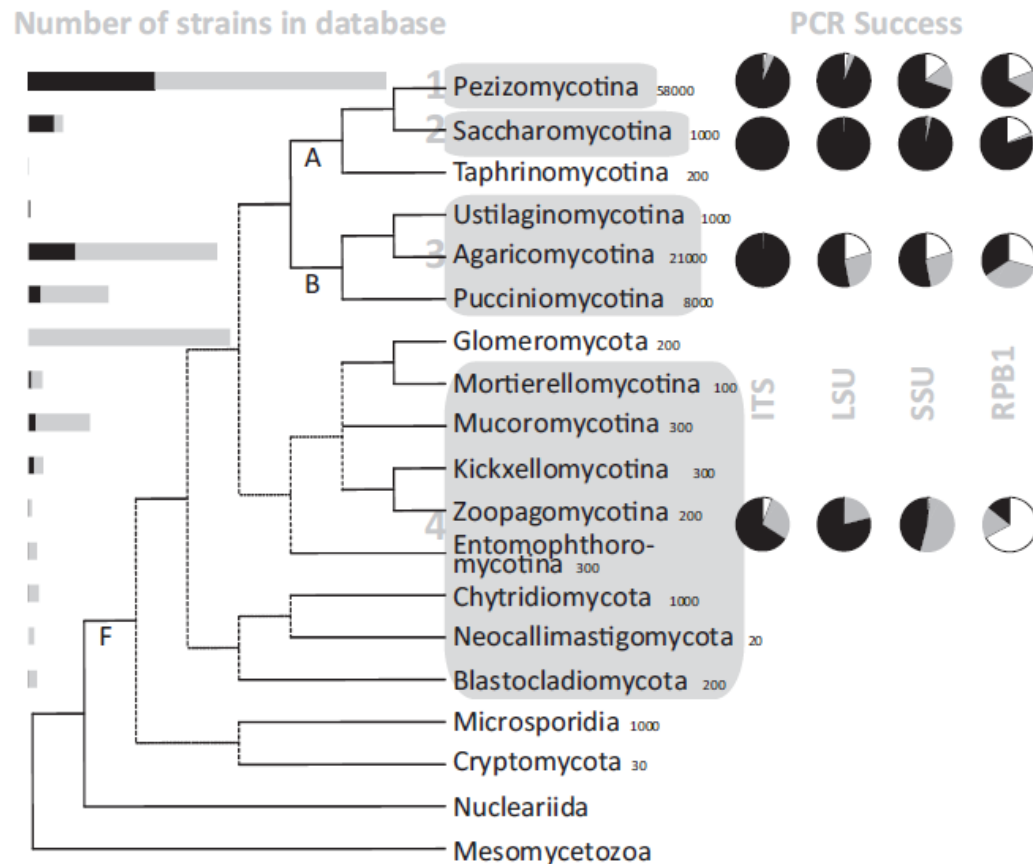 Number of strains in database
PCR Success
1 Pezizomycotina 58000
2 Saccharomycotina 1000
A
Taphrinomycotina 200
Ustilaginomycotina 1000
3 Agaricomycotina 21000
B
Pucciniomycotina 8000
Glomeromycota 200
Mortierellomycotina 100
ITS
LSU
SSU
RPB1
Mucoromycotina 300
Kickxellomycotina 300
4 Zoopagomycotina 200
Entomophthoro-
mycotina 300
Chytridiomycota 1000
F
Neocallimastigomycota 20
Blastocladiomycota 200
Microsporidia 1000
Cryptomycota 30
Nucleariida
Mesomycetozoa